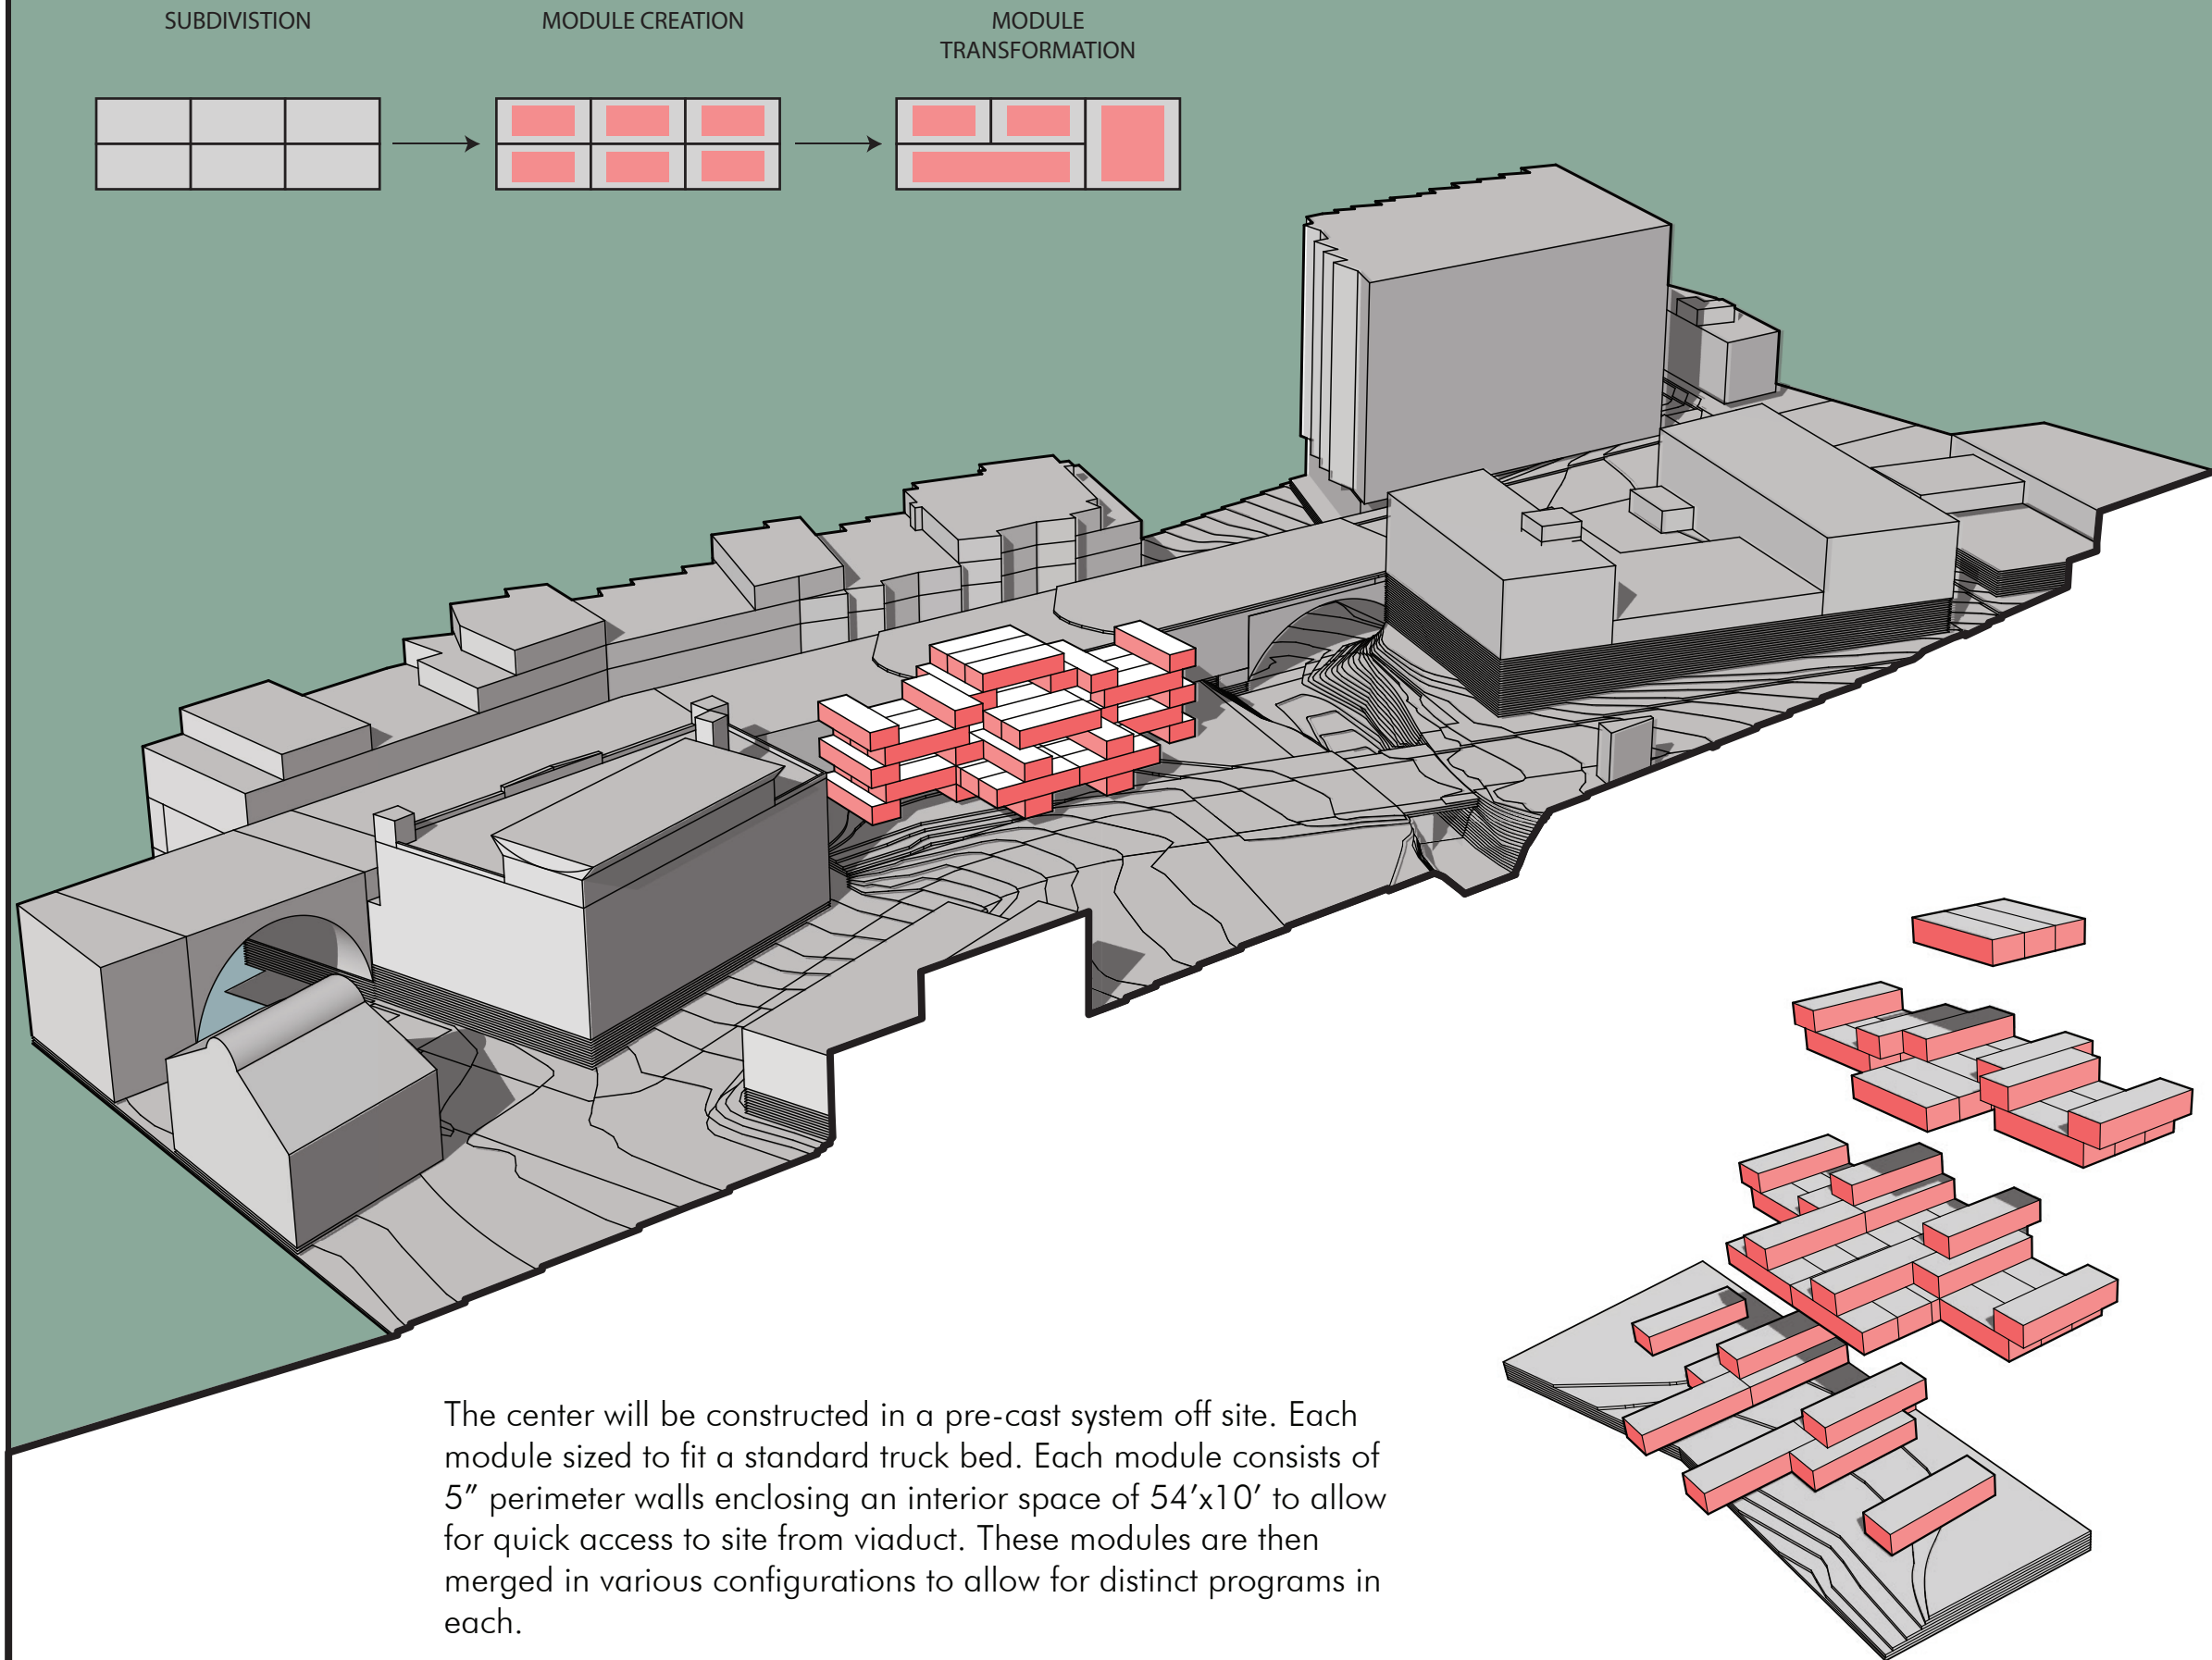 SUBDIVISTION
MODULE CREATION
MODULE
TRANSFORMATION
The center will be constructed in a pre-cast system off site. Each
module sized to fit a standard truck bed. Each module consists of
5” perimeter walls enclosing an interior space of 54’x10’ to allow
for quick access to site from viaduct. These modules are then
merged in various configurations to allow for distinct programs in
each.